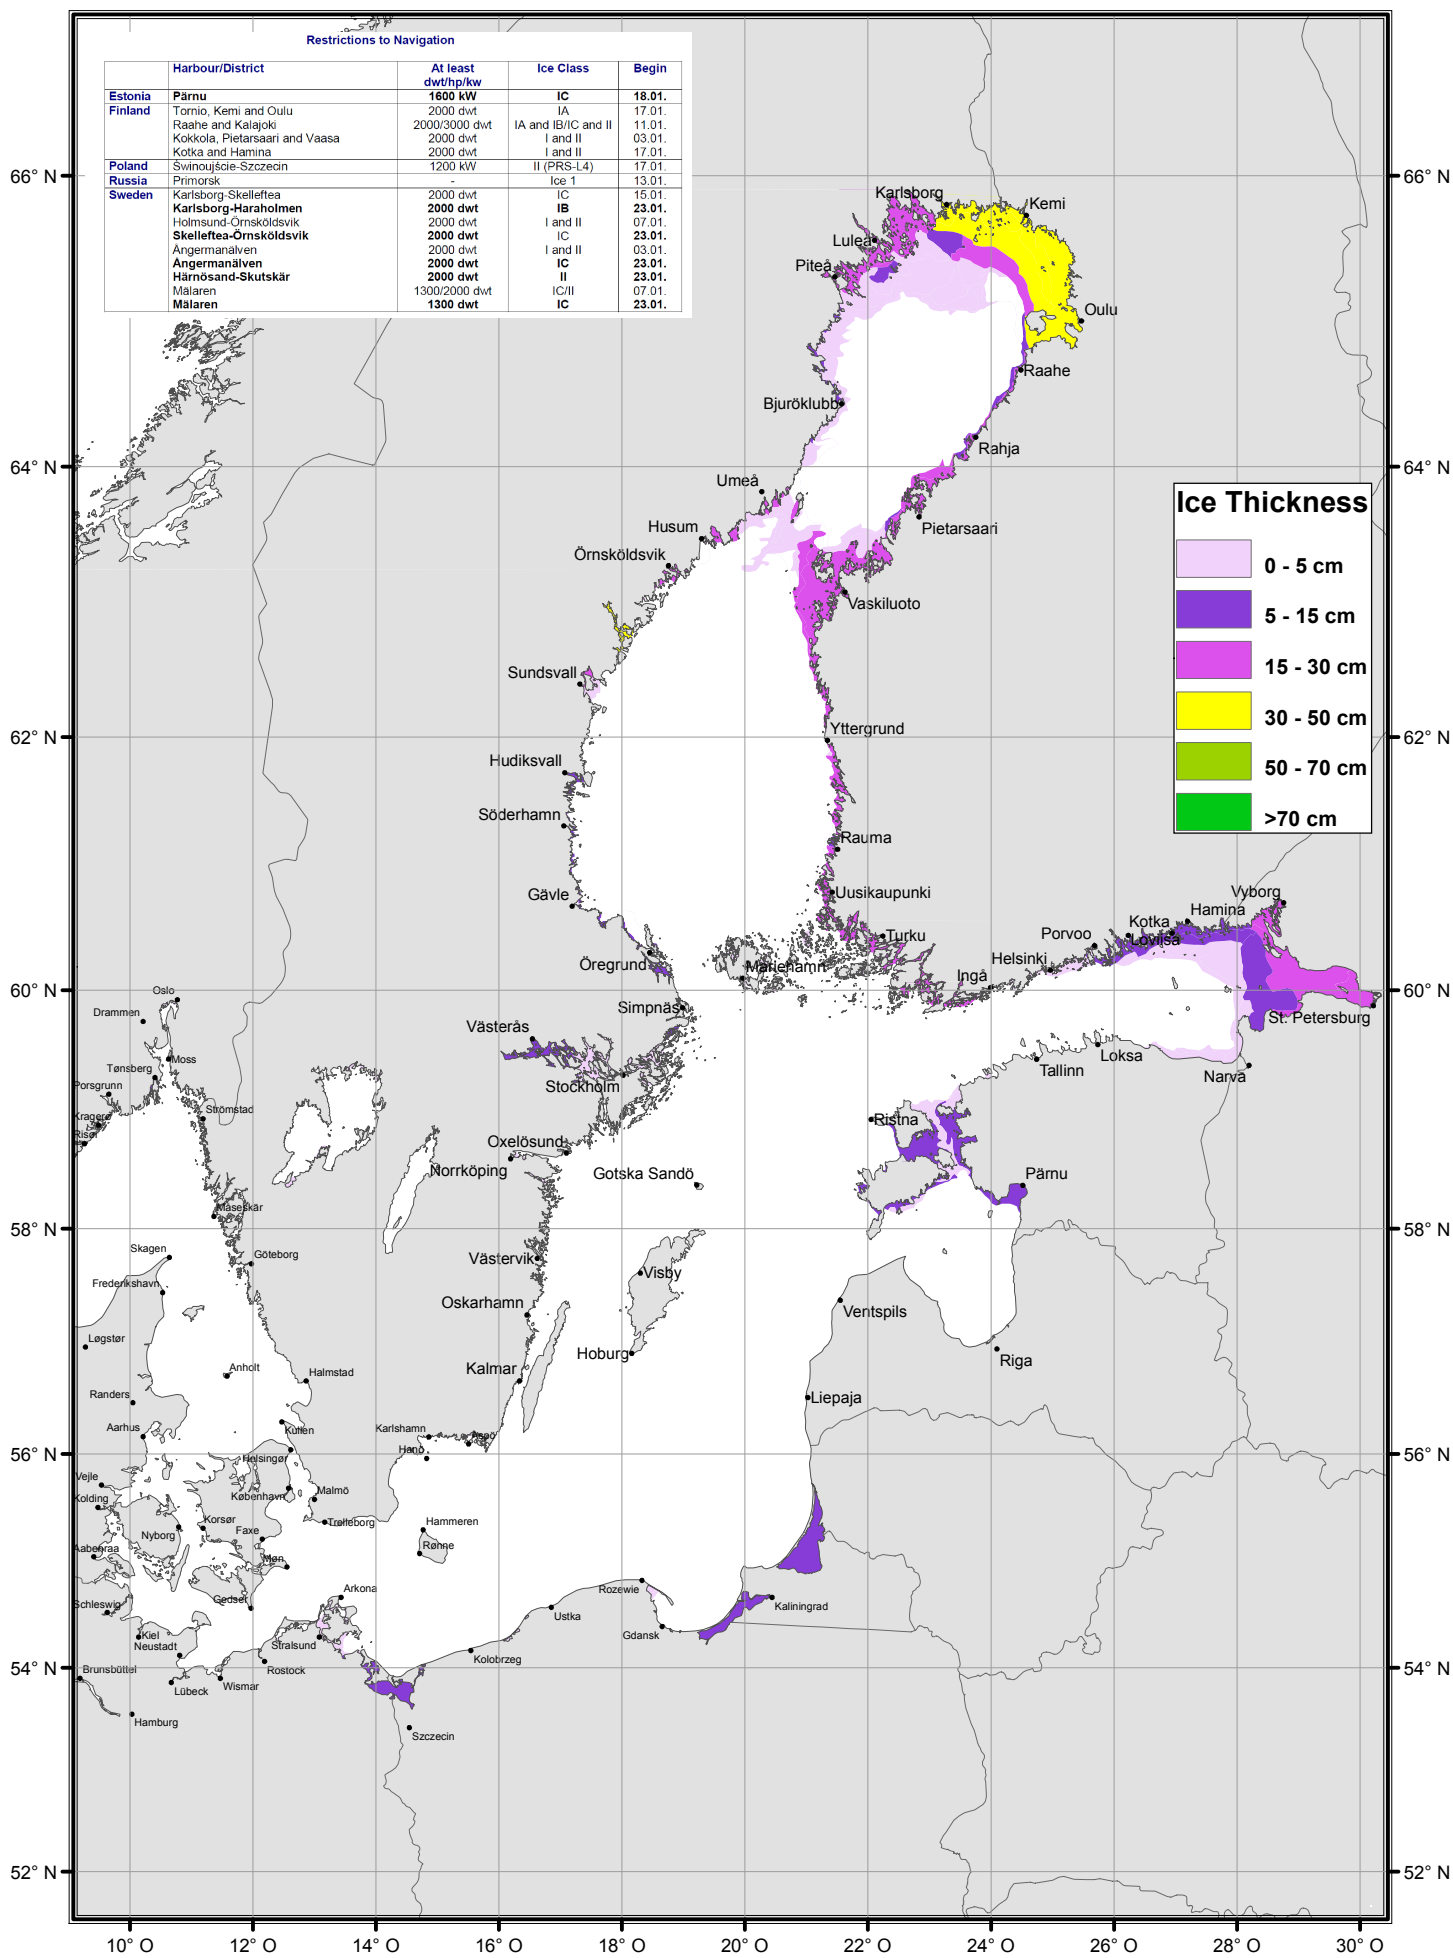 Restrictions to Navigation
Harbour/District At least dwt/hp/kw Ice Class Begin
Estonia Pärnu 1600 kW IC 18.01.
Finland Tornio, Kemi and Oulu 2000 dwt IA 17.01.
Raahe and Kalajoki 2000/3000 dwt IA and IB/IC and II 11.01.
Kokkola, Pietarsaari and Vaasa 2000 dwt I and II 03.01.
Kotka and Hamina 2000 dwt I and II 17.01.
Poland Świnoujście-Szczecin 1200 kW II (PRS-L4) 17.01.
Russia Primorsk - Ice 1 13.01.
Sweden Karlsborg-Skelleftea 2000 dwt IC 15.01.
Karlsborg-Haraholmen 2000 dwt IB 23.01.
Holmsund-Örnsköldsvik 2000 dwt I and II 07.01.
Skelleftea-Örnsköldsvik 2000 dwt IC 23.01.
Ångermanälven 2000 dwt I and II 03.01.
Ångermanälven 2000 dwt IC 23.01.
Härnösand-Skutskär 2000 dwt II 23.01.
Mälaren 1300/2000 dwt IC/II 07.01.
Mälaren 1300 dwt IC 23.01.
66° N
66° N
Karlsborg
Kemi
Luleå
Piteå
Oulu
Raahe
Bjuröklubb
Rahja
64° N
64° N
Umeå
Ice Thickness
0 - 5 cm
5 - 15 cm
15 - 30 cm
30 - 50 cm
50 - 70 cm
>70 cm
Husum
Pietarsaari
Örnsköldsvik
Vaskiluoto
Sundsvall
62° N
Yttergrund
62° N
Hudiksvall
Söderhamn
Rauma
Gävle
Uusikaupunki
Vyborg
Hamina
Kotka
Porvoo
Loviisa
Turku
Helsinki
Öregrund
Mariehamn
Ingå
60° N
60° N
Oslo
Drammen
Simpnäs
St. Petersburg
Västerås
Moss
Loksa
Tønsberg
Tallinn
Narva
Porsgrunn
Stockholm
Kragerø
Strömstad
Ristna
Risør
Oxelösund
Norrköping
Gotska Sandö
Pärnu
Måseskär
58° N
58° N
Skagen
Göteborg
Västervik
Visby
Frederikshavn
Oskarhamn
Ventspils
Løgstør
Hoburg
Riga
Anholt
Halmstad
Kalmar
Randers
Liepaja
Aarhus
Kullen
Karlshamn
Aspö
Hanö
56° N
56° N
Helsingør
Vejle
København
Malmö
Kolding
Korsør
Faxe
Trelleborg
Hammeren
Nyborg
Rønne
Aabenraa
Møn
Arkona
Rozewie
Schleswig
Gedser
Kaliningrad
Ustka
Kiel
Neustadt
Stralsund
Gdansk
Kolobrzeg
54° N
54° N
Brunsbüttel
Rostock
Lübeck
Wismar
Hamburg
Szczecin
52° N
52° N
10° O
12° O
14° O
16° O
18° O
20° O
22° O
24° O
26° O
28° O
30° O